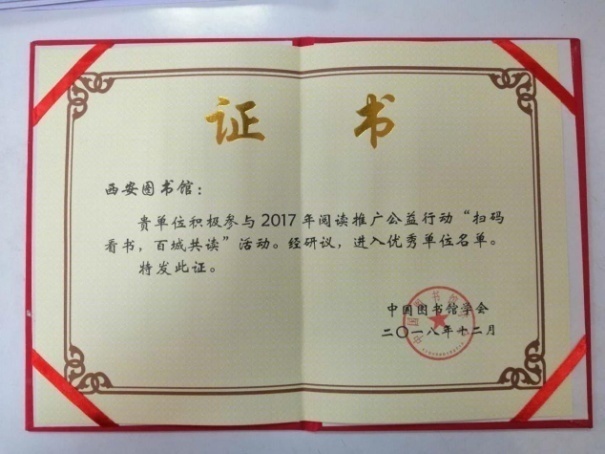 证 书
西安图书馆：
贵单位积极参与2017年阅读推广公益行动“扫码
看书，百城共读”活动。经研议，进入优秀单位名单。
特发此证。
中国图书馆学会
二〇一八年十二月